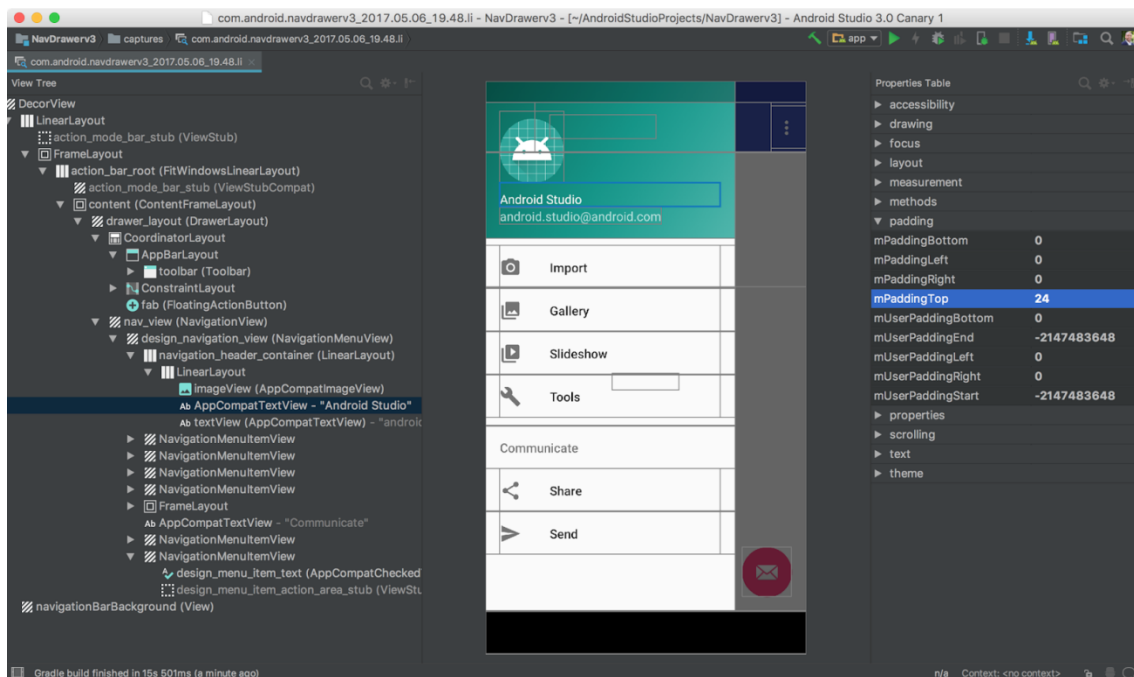 com.android.navdrawerv3_2017.05.06_19.48.li - NavDrawerv3 - [~/AndroidStudioProjects/NavDrawerv3] - Android Studio 3.0 Canary 1
NavDrawerv3 captures com.android.navdrawerv3_2017.05.06_19.48.li app
com.android.navdrawerv3_2017.05.06_19.48.li
View Tree
DecorView
LinearLayout
action_mode_bar_stub (ViewStub)
FrameLayout
action_bar_root (FitWindowsLinearLayout)
action_mode_bar_stub (ViewStubCompat)
content (ContentFrameLayout)
drawer_layout (DrawerLayout)
CoordinatorLayout
AppBarLayout
toolbar (Toolbar)
ConstraintLayout
fab (FloatingActionButton)
nav_view (NavigationView)
design_navigation_view (NavigationMenuView)
navigation_header_container (LinearLayout)
LinearLayout
imageView (AppCompatImageView)
Ab AppCompatTextView - "Android Studio"
Ab textView (AppCompatTextView) - "androi
NavigationMenuItemView
NavigationMenuItemView
NavigationMenuItemView
NavigationMenuItemView
FrameLayout
Ab AppCompatTextView - "Communicate"
NavigationMenuItemView
NavigationMenuItemView
design_menu_item_text (AppCompatChecked
design_menu_item_action_area_stub (ViewStu
navigationBarBackground (View)
Android Studio
android.studio@android.com
Import
Gallery
Slideshow
Tools
Communicate
Share
Send
Properties Table
accessibility
drawing
focus
layout
measurement
methods
padding
mPaddingBottom 0
mPaddingLeft 0
mPaddingRight 0
mPaddingTop 24
mUserPaddingBottom 0
mUserPaddingEnd -2147483648
mUserPaddingLeft 0
mUserPaddingRight 0
mUserPaddingStart -2147483648
properties
scrolling
text
theme
Gradle build finished in 15s 501ms (a minute ago)
n/a Context: <no context>